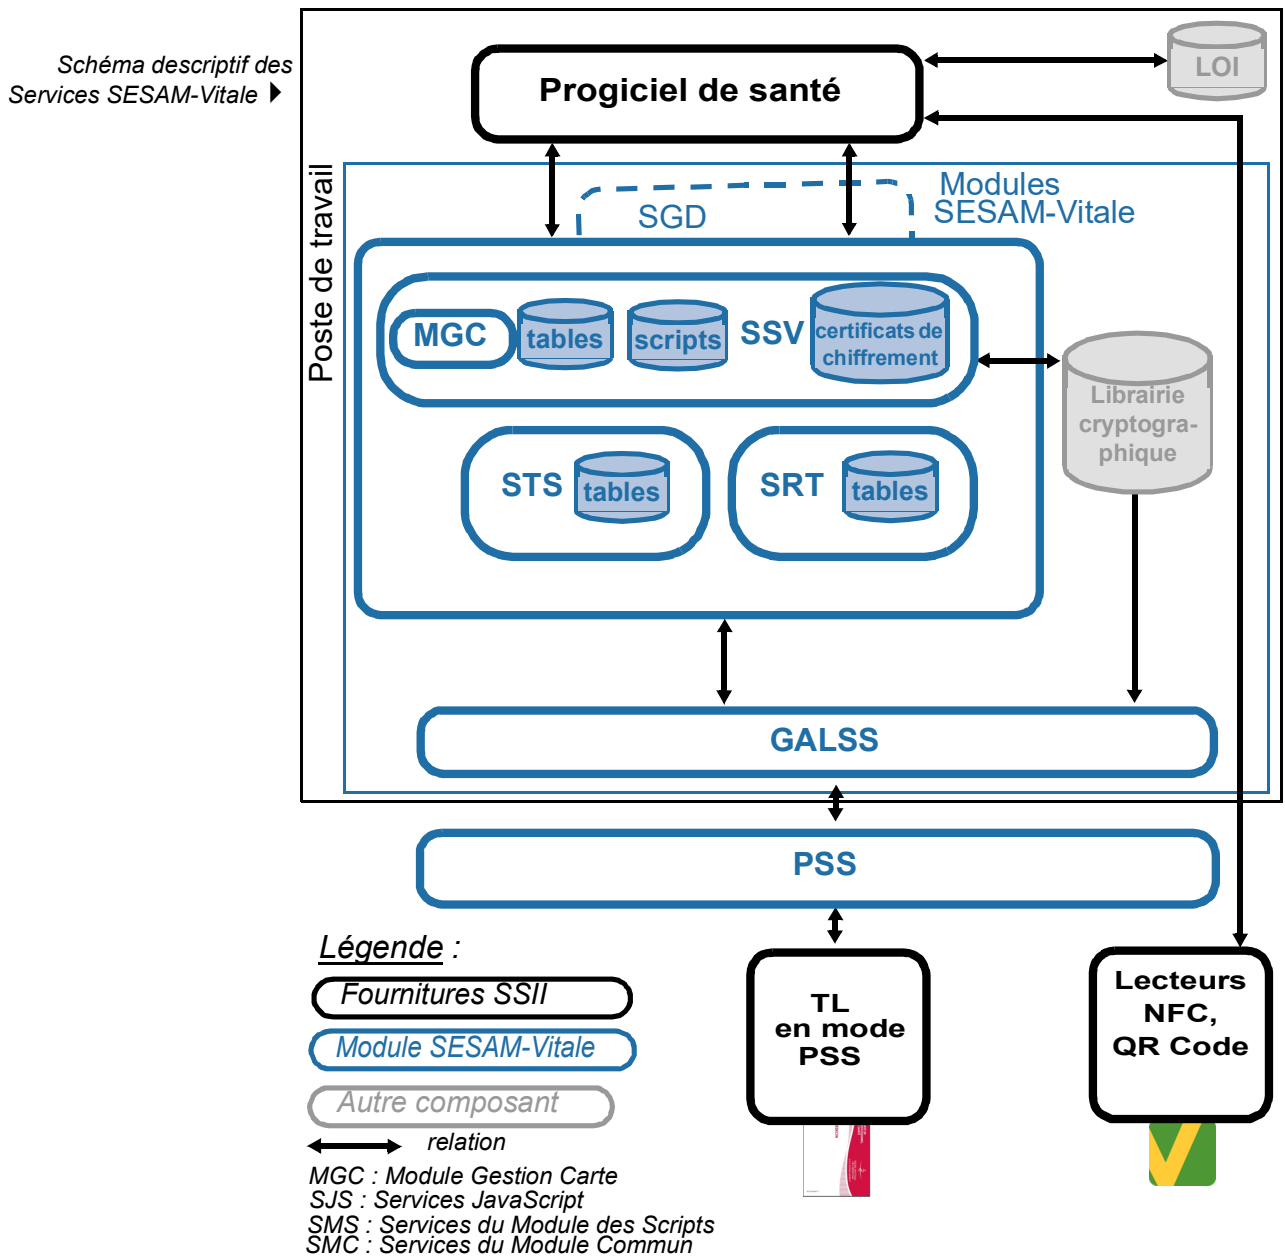 Schéma descriptif des
Services SESAM-Vitale
Progiciel de santé
LOI
Poste de travail
Modules
SESAM-Vitale
SGD
MGC
tables
scripts
SSV
certificats de
chiffrement
Librairie
cryptogra-
phique
STS
tables
SRT
tables
GALSS
PSS
TL
en mode
PSS
Lecteurs
NFC,
QR Code
Légende :
Fournitures SSII
Module SESAM-Vitale
Autre composant
relation
MGC : Module Gestion Carte
SJS : Services JavaScript
SMS : Services du Module des Scripts
SMC : Services du Module Commun